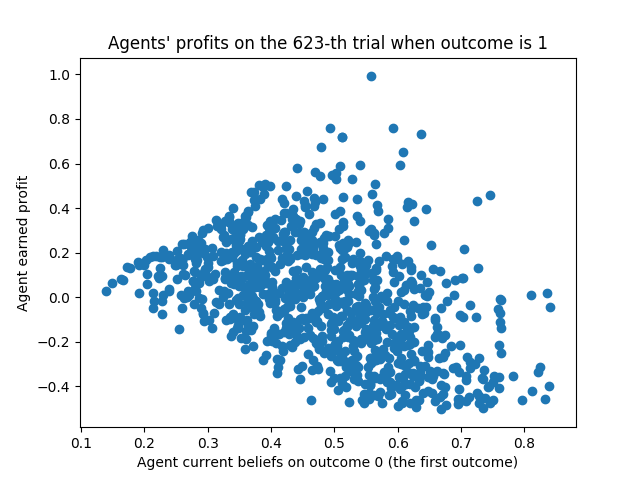 Agents' profits on the 623-th trial when outcome is 1
1.0
0.8
0.6
0.4
0.2
0.0
−0.2
−0.4
Agent earned profit
0.1 0.2 0.3 0.4 0.5 0.6 0.7 0.8
Agent current beliefs on outcome 0 (the first outcome)